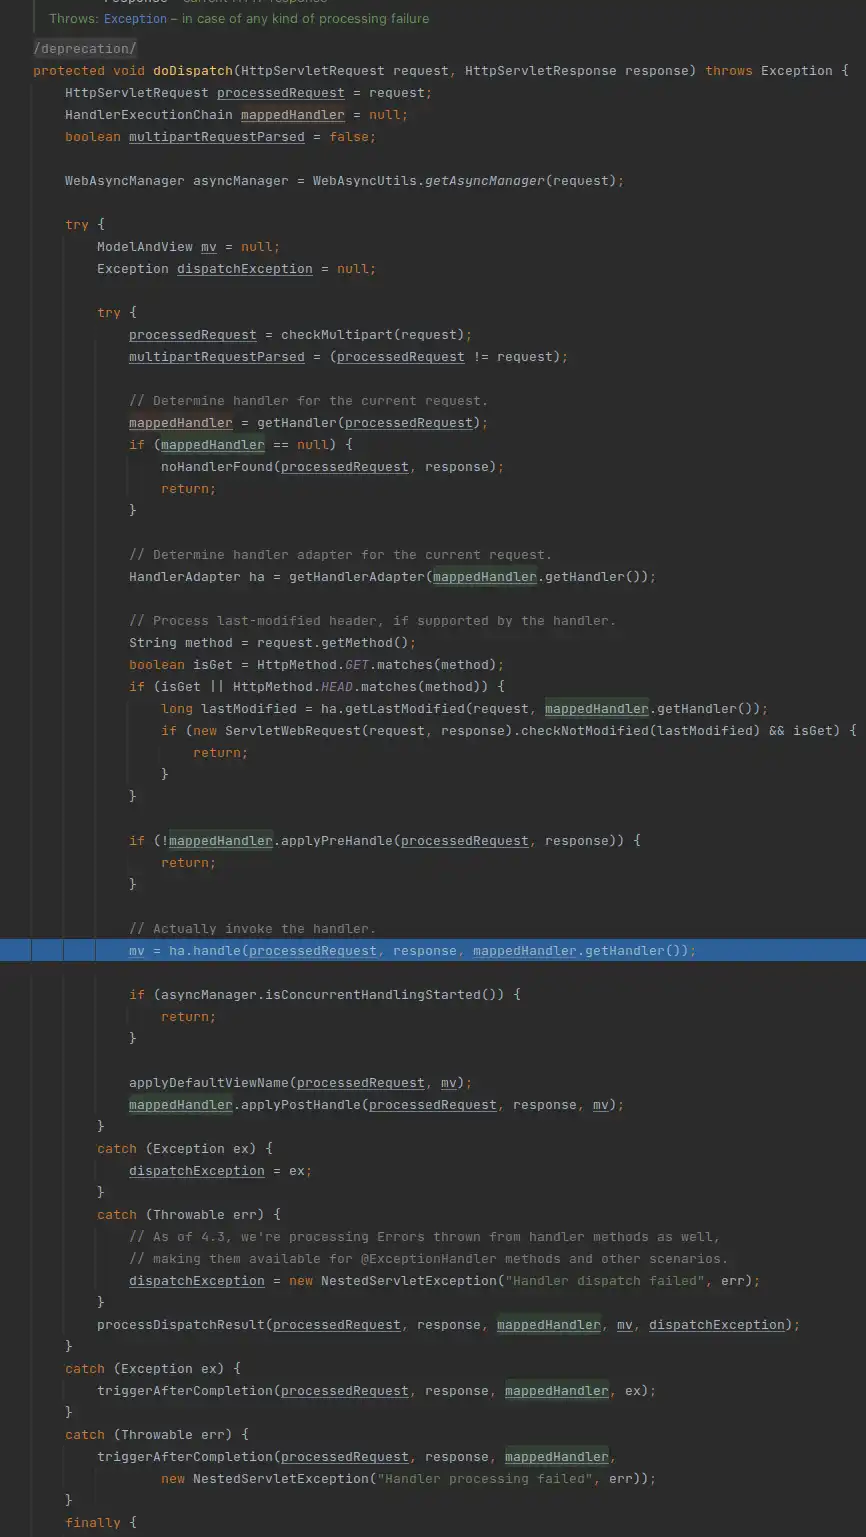 Throws: Exception – in case of any kind of processing failure
/deprecation/
protected void doDispatch(HttpServletRequest request, HttpServletResponse response) throws Exception {
HttpServletRequest processedRequest = request;
HandlerExecutionChain mappedHandler = null;
boolean multipartRequestParsed = false;
WebAsyncManager asyncManager = WebAsyncUtils.getAsyncManager(request);
try {
ModelAndView mv = null;
Exception dispatchException = null;
try {
processedRequest = checkMultipart(request);
multipartRequestParsed = (processedRequest != request);
// Determine handler for the current request.
mappedHandler = getHandler(processedRequest);
if (mappedHandler == null) {
noHandlerFound(processedRequest, response);
return;
}
// Determine handler adapter for the current request.
HandlerAdapter ha = getHandlerAdapter(mappedHandler.getHandler());
// Process last-modified header, if supported by the handler.
String method = request.getMethod();
boolean isGet = HttpMethod.GET.matches(method);
if (isGet || HttpMethod.HEAD.matches(method)) {
long lastModified = ha.getLastModified(request, mappedHandler.getHandler());
if (new ServletWebRequest(request, response).checkNotModified(lastModified) && isGet) {
return;
}
}
if (!mappedHandler.applyPreHandle(processedRequest, response)) {
return;
}
// Actually invoke the handler.
mv = ha.handle(processedRequest, response, mappedHandler.getHandler());
if (asyncManager.isConcurrentHandlingStarted()) {
return;
}
applyDefaultViewName(processedRequest, mv);
mappedHandler.applyPostHandle(processedRequest, response, mv);
}
catch (Exception ex) {
dispatchException = ex;
}
catch (Throwable err) {
// As of 4.3, we're processing Errors thrown from handler methods as well,
// making them available for @ExceptionHandler methods and other scenarios.
dispatchException = new NestedServletException("Handler dispatch failed", err);
}
processDispatchResult(processedRequest, response, mappedHandler, mv, dispatchException);
}
catch (Exception ex) {
triggerAfterCompletion(processedRequest, response, mappedHandler, ex);
}
catch (Throwable err) {
triggerAfterCompletion(processedRequest, response, mappedHandler,
new NestedServletException("Handler processing failed", err));
}
finally {